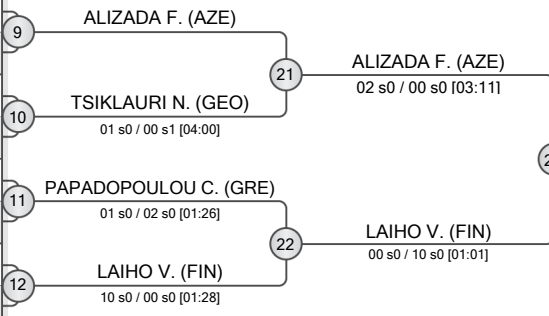 9
ALIZADA F. (AZE)
21
ALIZADA F. (AZE)
02 s0 / 00 s0 [03:11]
10
TSIKLAURI N. (GEO)
01 s0 / 00 s1 [04:00]
11
PAPADOPOULOU C. (GRE)
01 s0 / 02 s0 [01:26]
22
LAIHO V. (FIN)
00 s0 / 10 s0 [01:01]
12
LAIHO V. (FIN)
10 s0 / 00 s0 [01:28]